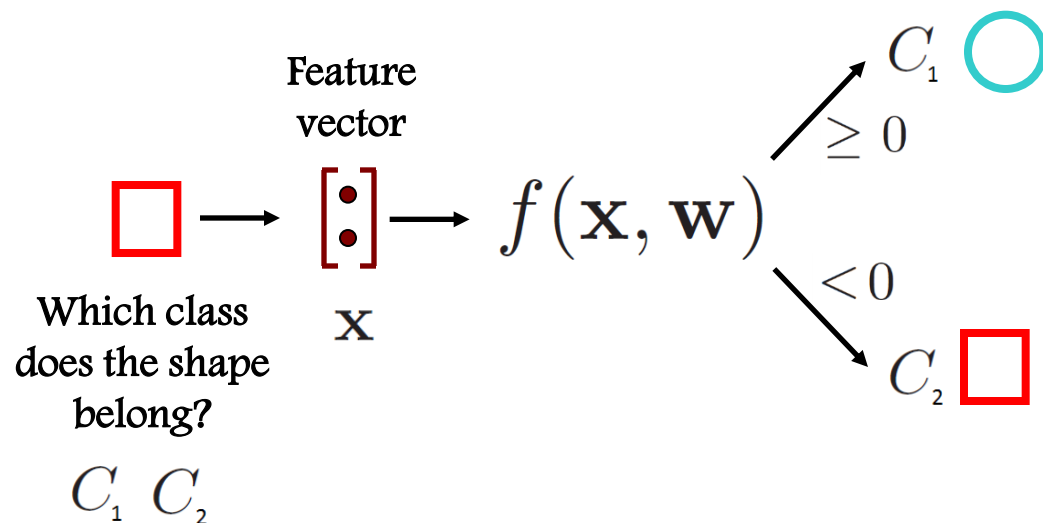 Feature
vector
x
Which class
does the shape
belong?
C₁ C₂
f(x, w)
≥ 0
C₁
< 0
C₂